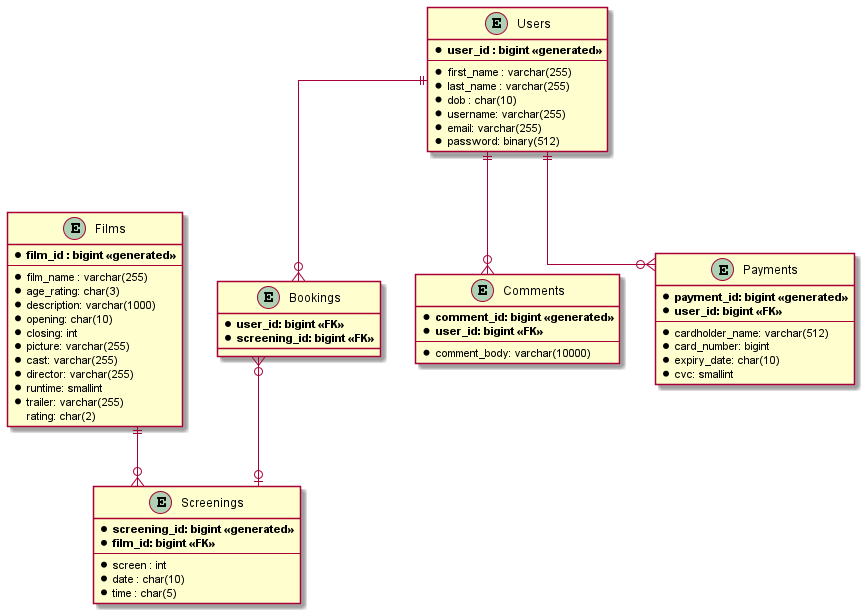 E Users
user_id : bigint «generated»
first_name : varchar(255)
last_name : varchar(255)
dob : char(10)
username: varchar(255)
email: varchar(255)
password: binary(512)
E Films
film_id : bigint «generated»
film_name : varchar(255)
age_rating: char(3)
description: varchar(1000)
opening: char(10)
closing: int
picture: varchar(255)
cast: varchar(255)
director: varchar(255)
runtime: smallint
trailer: varchar(255)
rating: char(2)
E Bookings
user_id: bigint «FK»
screening_id: bigint «FK»
E Comments
comment_id: bigint «generated»
user_id: bigint «FK»
comment_body: varchar(10000)
E Payments
payment_id: bigint «generated»
user_id: bigint «FK»
cardholder_name: varchar(512)
card_number: bigint
expiry_date: char(10)
cvc: smallint
E Screenings
screening_id: bigint «generated»
film_id: bigint «FK»
screen : int
date : char(10)
time : char(5)